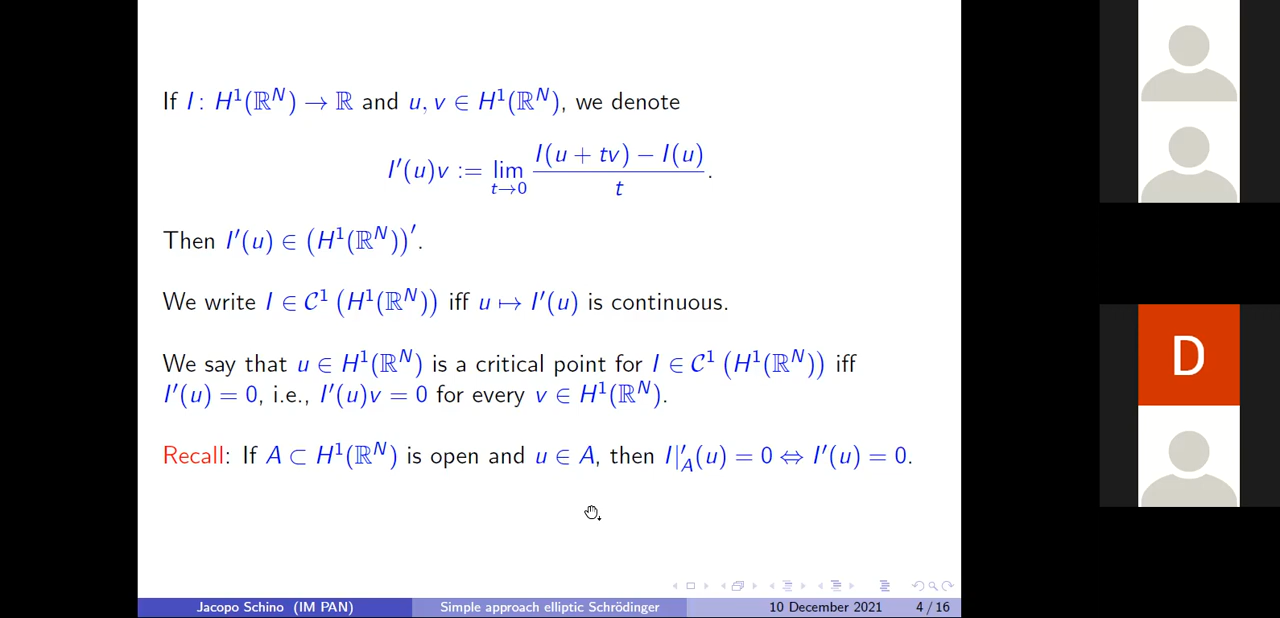 If I : H¹(ℝᴺ) → ℝ and u, v ∈ H¹(ℝᴺ), we denote
I′(u)v := lim_{t→0} (I(u + tv) − I(u)) / t .
Then I′(u) ∈ (H¹(ℝᴺ))′.
We write I ∈ 𝒞¹ (H¹(ℝᴺ)) iff u ↦ I′(u) is continuous.
We say that u ∈ H¹(ℝᴺ) is a critical point for I ∈ 𝒞¹ (H¹(ℝᴺ)) iff
I′(u) = 0, i.e., I′(u)v = 0 for every v ∈ H¹(ℝᴺ).
Recall: If A ⊂ H¹(ℝᴺ) is open and u ∈ A, then I|′_A(u) = 0 ⇔ I′(u) = 0.
D
Jacopo Schino (IM PAN) Simple approach elliptic Schrödinger 10 December 2021 4 / 16